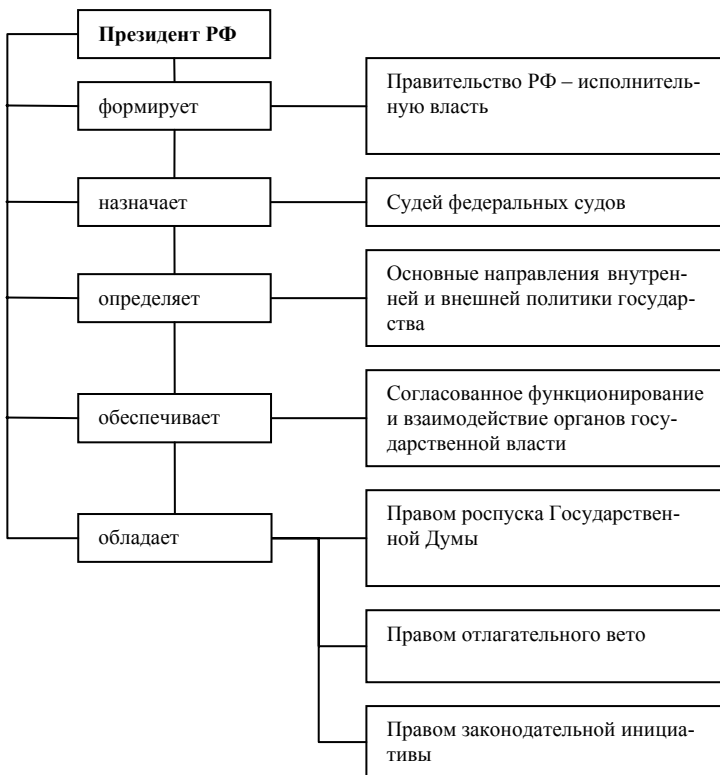 Президент РФ
формирует
Правительство РФ – исполнитель-
ную власть
назначает
Судей федеральных судов
определяет
Основные направления внутрен-
ней и внешней политики государ-
ства
обеспечивает
Согласованное функционирование
и взаимодействие органов госу-
дарственной власти
обладает
Правом роспуска Государствен-
ной Думы
Правом отлагательного вето
Правом законодательной инициа-
тивы